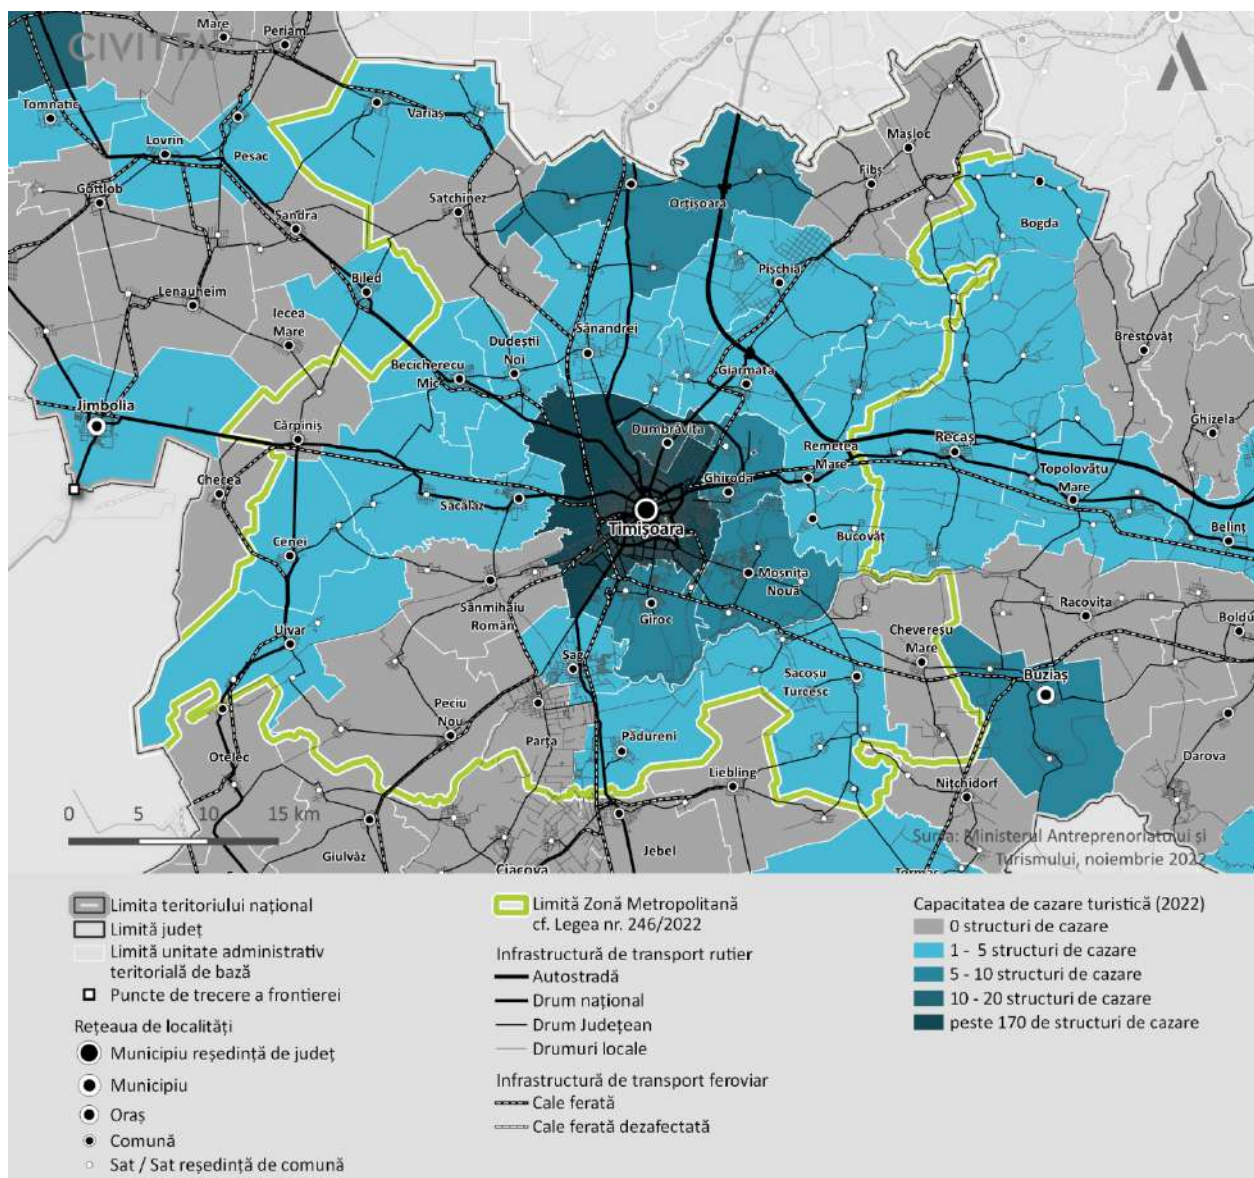 CIVITTA
Mare
Periam
Tomnatic
Variaș
Lovrin
Pesac
Mașloc
Fibiș
Gottlob
Satchinez
Orțișoara
Bogda
Sandra
Pișchia
Biled
Lenauheim
Iecea
Mare
Sânandrei
Dudeștii
Noi
Brestovăț
Becicherecu
Mic
Giarmata
Jimbolia
Cărpiniș
Dumbrăvița
Ghizela
Remetea
Mare
Recaș
Checea
Ghiroda
Topolovățu
Mare
Săcălaz
Timișoara
Belinț
Bucovăț
Cenei
Moșnița
Nouă
Sânmihaiu
Român
Racovița
Giroc
Boldu
Uivar
Chevereșu
Mare
Șag
Sacoșu
Turcesc
Buziaș
Peciu
Nou
Parța
Pădureni
Otelec
Liebling
Darova
Nițchidorf
0 5 10 15 km
Sursa: Ministerul Antreprenoriatului și
Turismului, noiembrie 2022
Giulvăz
Jebel
Ciacova
Tormac
Limita teritoriului național
Limită județ
Limită unitate administrativ
teritorială de bază
Puncte de trecere a frontierei
Rețeaua de localități
Municipiu reședință de județ
Municipiu
Oraș
Comună
Sat / Sat reședință de comună
Limită Zonă Metropolitană
cf. Legea nr. 246/2022
Infrastructură de transport rutier
Autostradă
Drum național
Drum Județean
Drumuri locale
Infrastructură de transport feroviar
Cale ferată
Cale ferată dezafectată
Capacitatea de cazare turistică (2022)
0 structuri de cazare
1 - 5 structuri de cazare
5 - 10 structuri de cazare
10 - 20 structuri de cazare
peste 170 de structuri de cazare